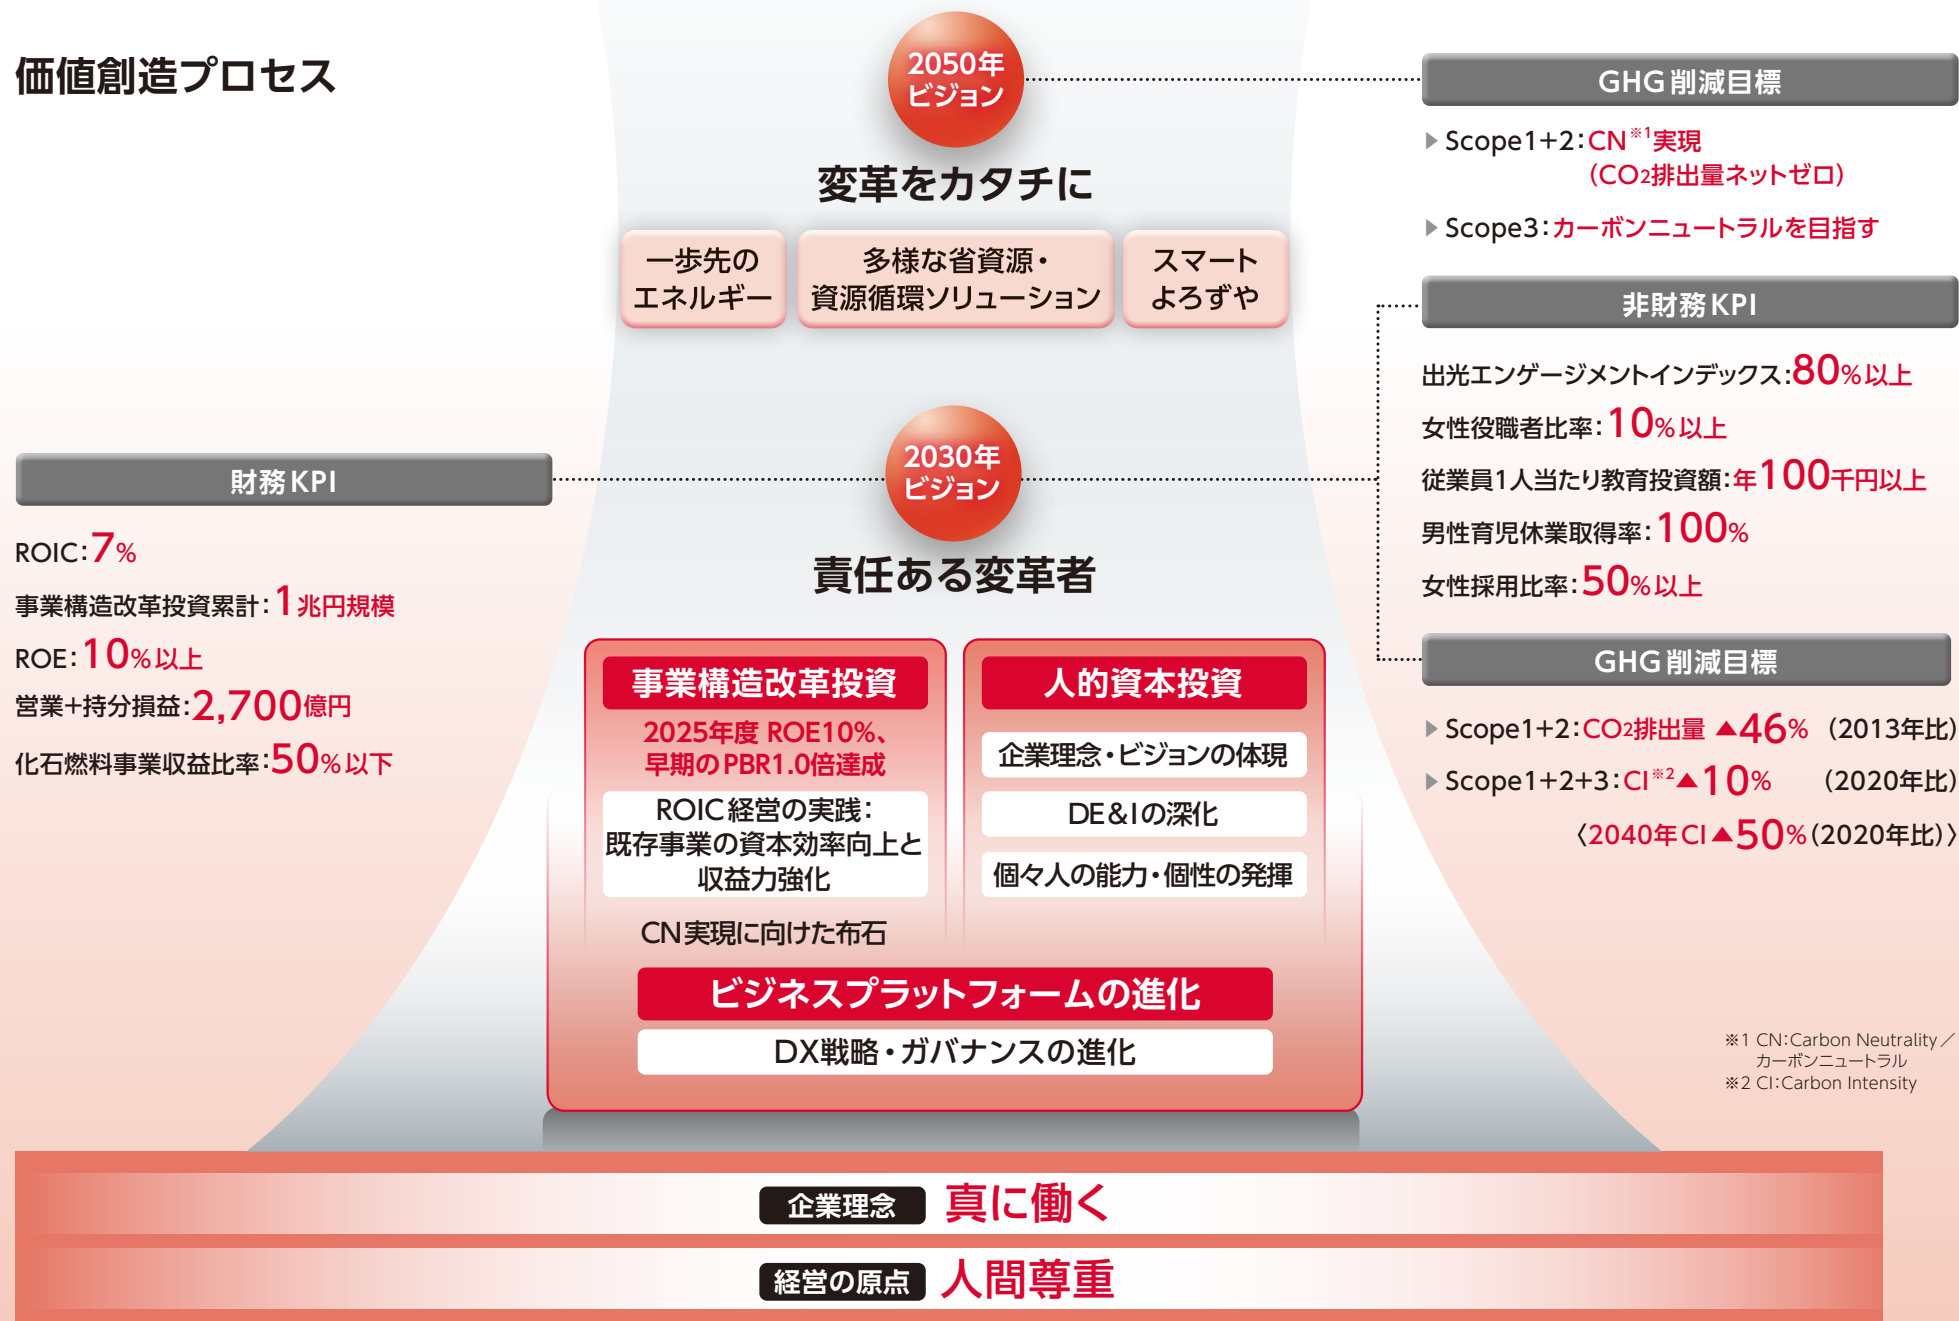 価値創造プロセス
2050年
ビジョン
変革をカタチに
一歩先の
エネルギー
多様な省資源・
資源循環ソリューション
スマート
よろずや
GHG削減目標
▶Scope1+2：CN※1実現
（CO2排出量ネットゼロ）
▶Scope3：カーボンニュートラルを目指す
2030年
ビジョン
責任ある変革者
財務KPI
ROIC：7%
事業構造改革投資累計：1兆円規模
ROE：10%以上
営業+持分損益：2,700億円
化石燃料事業収益比率：50%以下
非財務KPI
出光エンゲージメントインデックス：80%以上
女性役職者比率：10%以上
従業員1人当たり教育投資額：年100千円以上
男性育児休業取得率：100%
女性採用比率：50%以上
GHG削減目標
▶Scope1+2：CO2排出量 ▲46%（2013年比）
▶Scope1+2+3：CI※2▲10%（2020年比）
〈2040年CI▲50%（2020年比）〉
事業構造改革投資
2025年度 ROE10%、
早期のPBR1.0倍達成
ROIC経営の実践：
既存事業の資本効率向上と
収益力強化
CN実現に向けた布石
人的資本投資
企業理念・ビジョンの体現
DE&Iの深化
個々人の能力・個性の発揮
ビジネスプラットフォームの進化
DX戦略・ガバナンスの進化
※1 CN：Carbon Neutrality／
カーボンニュートラル
※2 CI：Carbon Intensity
企業理念 真に働く
経営の原点 人間尊重